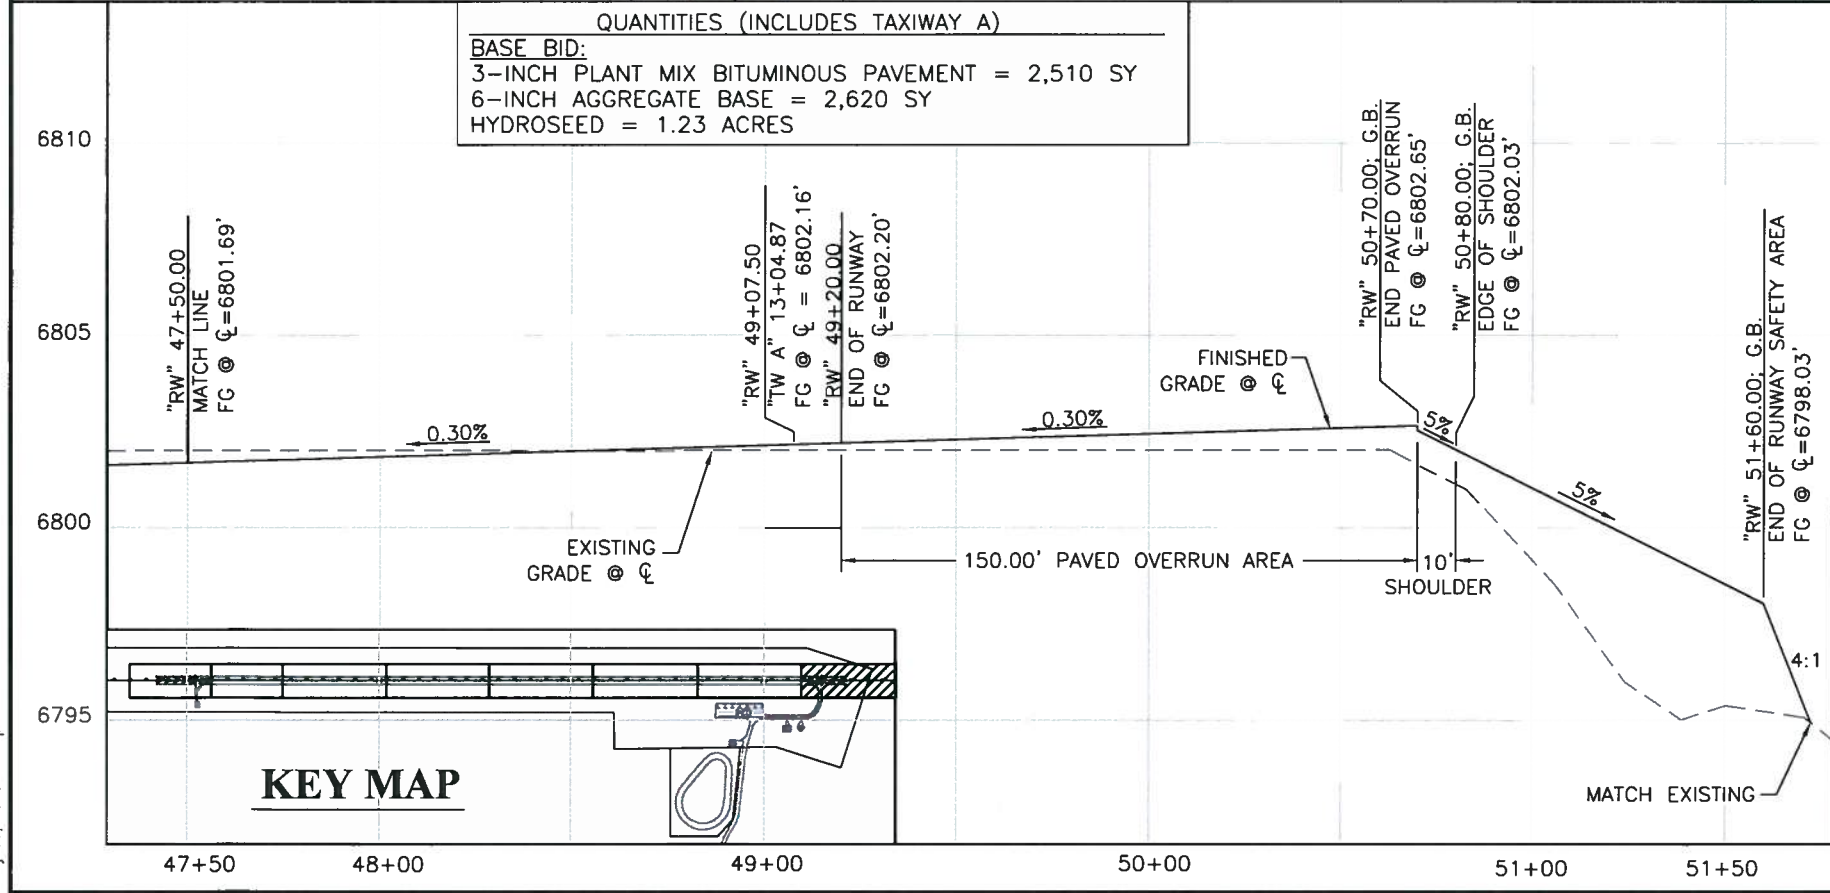 QUANTITIES (INCLUDES TAXIWAY A)
BASE BID:
3-INCH PLANT MIX BITUMINOUS PAVEMENT = 2,510 SY
6-INCH AGGREGATE BASE = 2,620 SY
HYDROSEED = 1.23 ACRES
6810
6805
6800
6795
"RW" 47+50.00
MATCH LINE
FG @ ℄=6801.69'
"RW" 49+07.50
"TW A" 13+04.87
FG @ ℄ = 6802.16'
"RW" 49+20.00
END OF RUNWAY
FG @ ℄=6802.20'
"RW" 50+70.00; G.B.
END PAVED OVERRUN
FG @ ℄=6802.65'
"RW" 50+80.00; G.B.
EDGE OF SHOULDER
FG @ ℄=6802.03'
"RW" 51+60.00; G.B.
END OF RUNWAY SAFETY AREA
FG @ ℄=6798.03'
FINISHED
GRADE @ ℄
0.30%
0.30%
5%
5%
EXISTING
GRADE @ ℄
150.00' PAVED OVERRUN AREA
10'
SHOULDER
4:1
MATCH EXISTING
KEY MAP
47+50
48+00
49+00
50+00
51+00
51+50